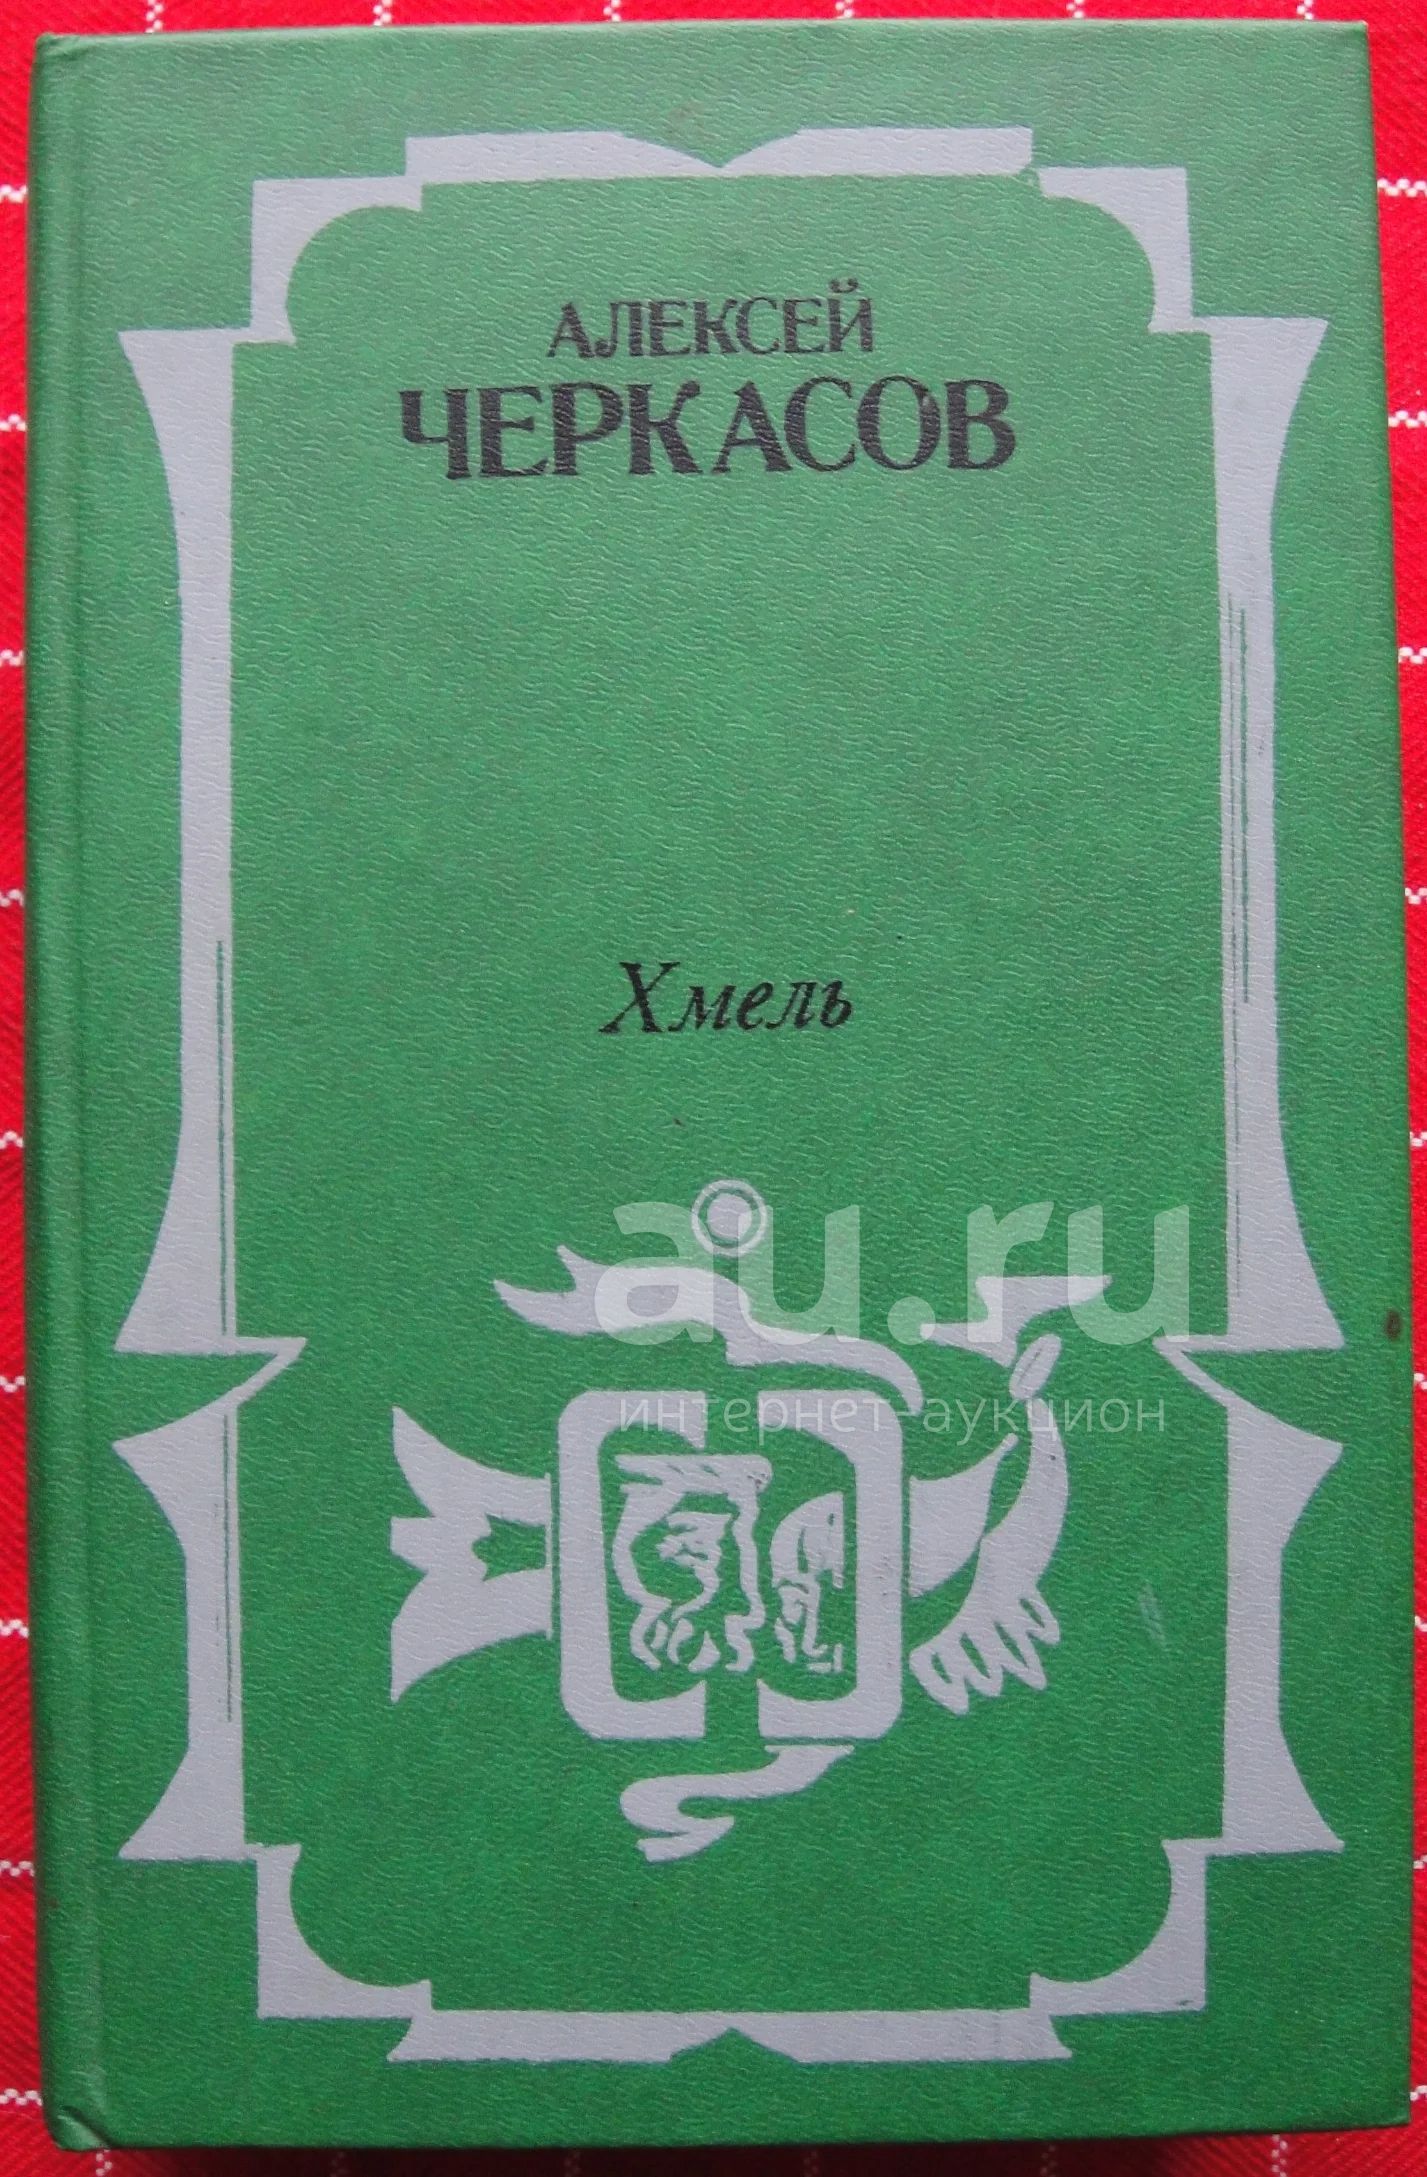 АЛЕКСЕЙ
ЧЕРКАСОВ
Хмель
au.ru
интернет-аукцион